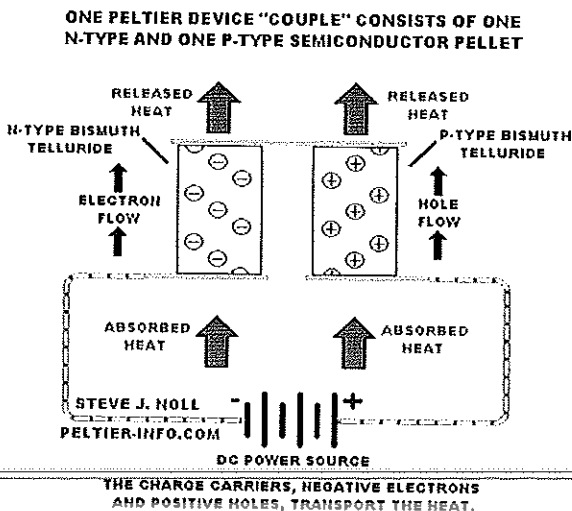 ONE PELTIER DEVICE "COUPLE" CONSISTS OF ONE
N-TYPE AND ONE P-TYPE SEMICONDUCTOR PELLET
RELEASED
HEAT
RELEASED
HEAT
N-TYPE BISMUTH
TELLURIDE
P-TYPE BISMUTH
TELLURIDE
ELECTRON
FLOW
HOLE
FLOW
ABSORBED
HEAT
ABSORBED
HEAT
- +
STEVE J. NOLL
PELTIER-INFO.COM
DC POWER SOURCE
THE CHARGE CARRIERS, NEGATIVE ELECTRONS
AND POSITIVE HOLES, TRANSPORT THE HEAT.